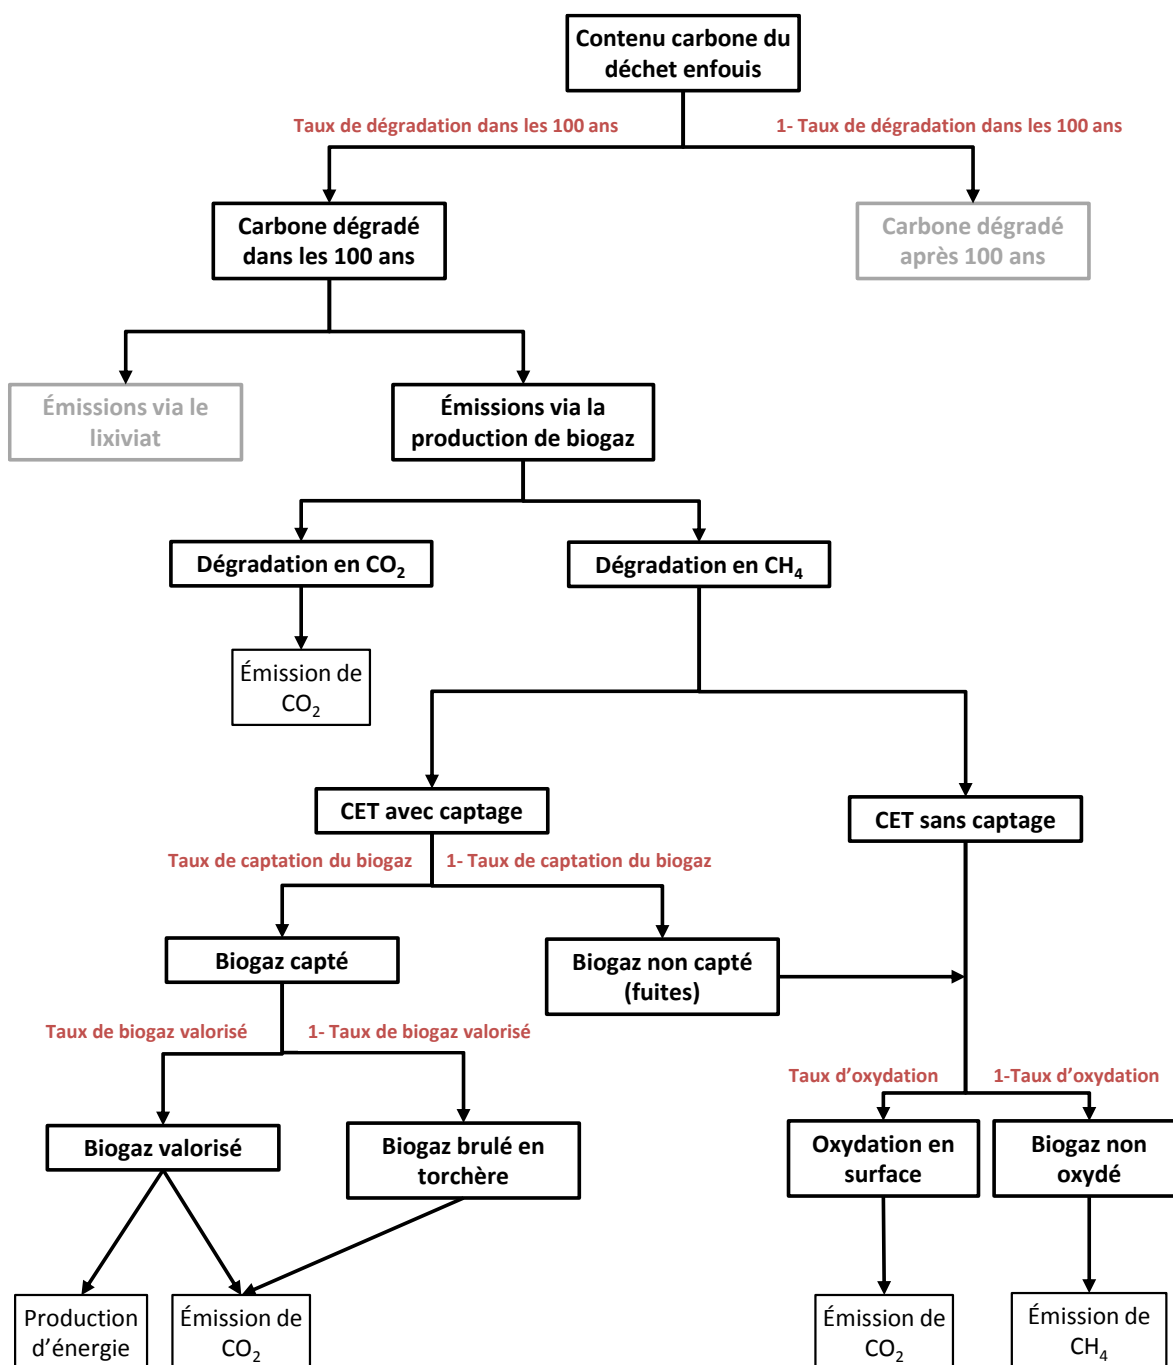 Contenu carbone du
déchet enfouis
Taux de dégradation dans les 100 ans
1- Taux de dégradation dans les 100 ans
Carbone dégradé
dans les 100 ans
Carbone dégradé
après 100 ans
Émissions via le
lixiviat
Émissions via la
production de biogaz
Dégradation en CO₂
Dégradation en CH₄
Émission de
CO₂
CET avec captage
CET sans captage
Taux de captation du biogaz
1- Taux de captation du biogaz
Biogaz capté
Biogaz non capté
(fuites)
Taux de biogaz valorisé
1- Taux de biogaz valorisé
Taux d’oxydation
1-Taux d’oxydation
Biogaz valorisé
Biogaz brulé en
torchère
Oxydation en
surface
Biogaz non
oxydé
Production
d’énergie
Émission de
CO₂
Émission de
CO₂
Émission de
CH₄